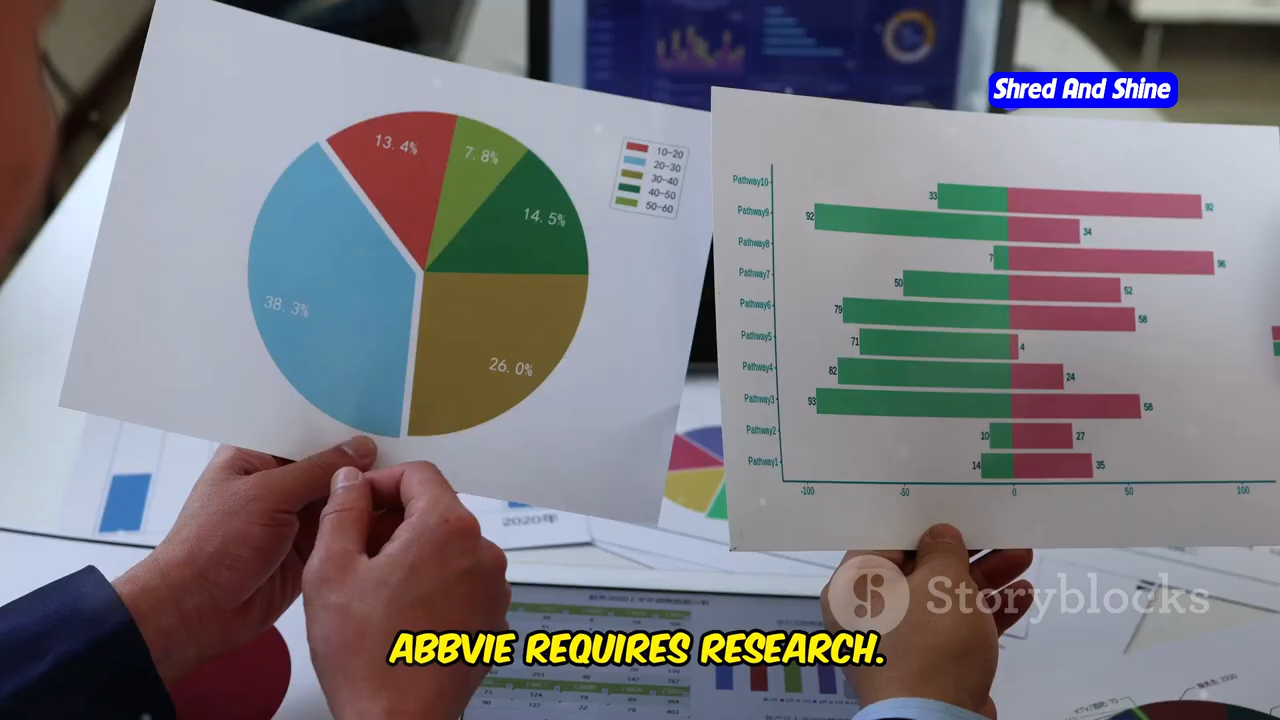 Shred And Shine
13.4%
7.8%
14.5%
38.3%
26.0%
10-20
20-30
30-40
40-50
50-60
Pathway10
33
92
Pathway9
92
34
Pathway8
7
96
Pathway7
50
52
Pathway6
79
58
Pathway5
71
4
Pathway4
82
24
Pathway3
93
58
Pathway2
10
27
Pathway1
14
35
-100
-50
0
50
100
2020年
Storyblocks
ABBVIE REQUIRES RESEARCH.